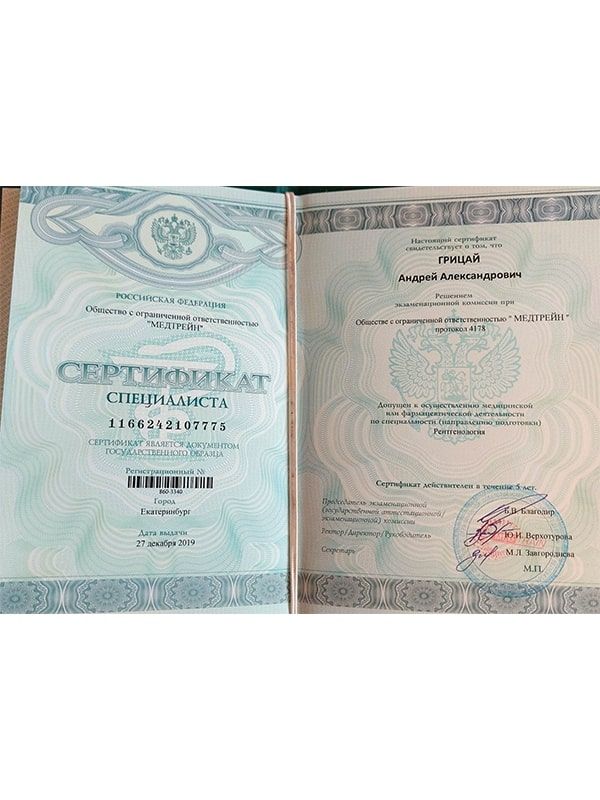 РОССИЙСКАЯ ФЕДЕРАЦИЯ
Общество с ограниченной ответственностью
"МЕДТРЕЙН"
СЕРТИФИКАТ
СПЕЦИАЛИСТА
1166242107775
СЕРТИФИКАТ ЯВЛЯЕТСЯ ДОКУМЕНТОМ
ГОСУДАРСТВЕННОГО ОБРАЗЦА
Регистрационный №
860-3340
Город
Екатеринбург
Дата выдачи
27 декабря 2019
Настоящий сертификат
свидетельствует о том, что
ГРИЦАЙ
Андрей Александрович
Решением
экзаменационной комиссии при
Обществе с ограниченной ответственностью " МЕДТРЕЙН "
протокол 4178
Допущен к осуществлению медицинской
или фармацевтической деятельности
по специальности (направлению подготовки)
Рентгенология
Сертификат действителен в течение 5 лет.
Председатель экзаменационной
(государственной аттестационной/
экзаменационной) комиссии
Б.В. Благодир
Ректор/Директор/Руководитель
Ю.И. Верхотурова
Секретарь
М.Л. Завгороднева
М.П.